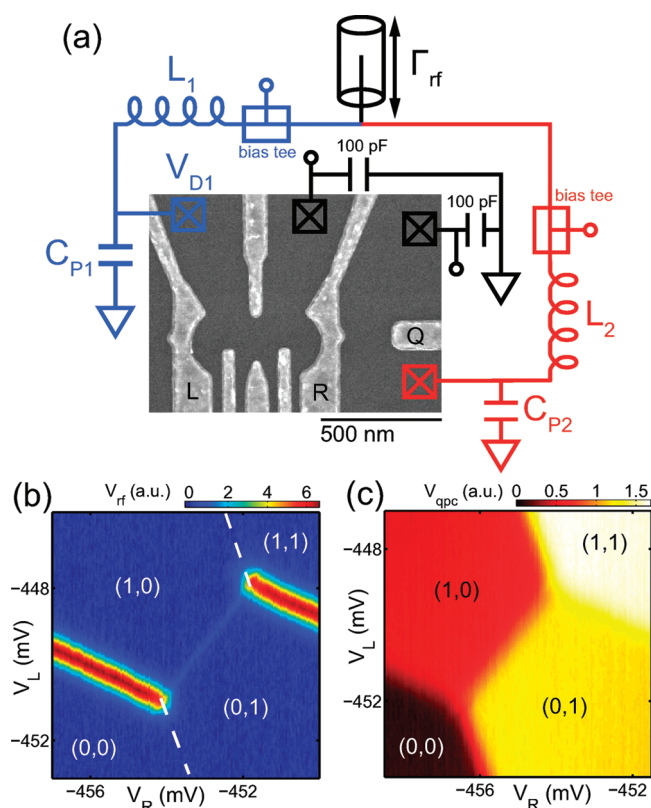 (a)
L1
Γrf
bias tee
100 pF
VD1
100 pF
bias tee
CP1
L2
Q
L
R
CP2
500 nm
(b)
Vrf (a.u.)
0 2 4 6
(1,1)
(1,0)
(0,1)
(0,0)
−448
−452
VL (mV)
−456
−452
VR (mV)
(c)
Vqpc (a.u.)
0 0.5 1 1.5
(1,1)
(1,0)
(0,1)
(0,0)
−448
−452
VL (mV)
−456
−452
VR (mV)